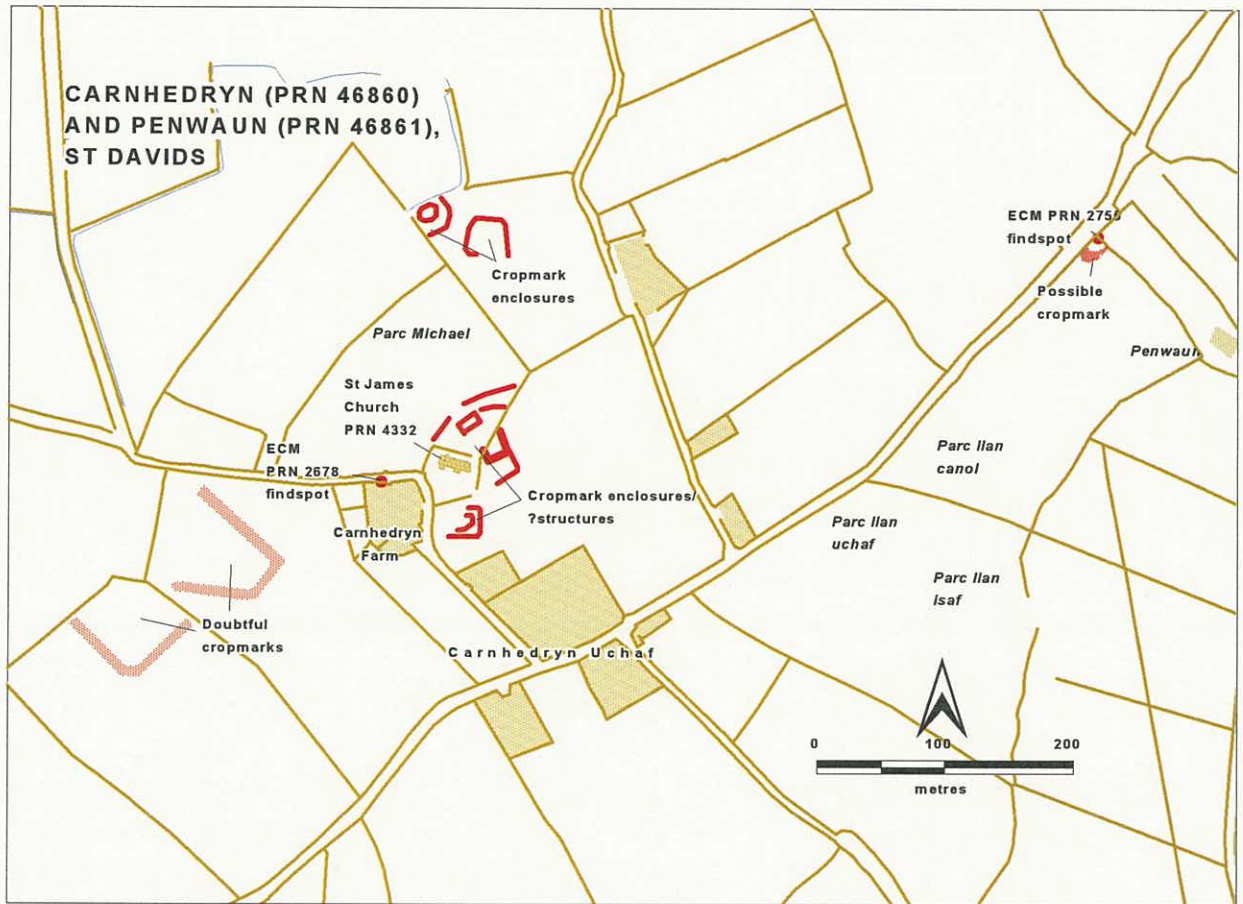 CARNHEDRYN (PRN 46860)
AND PENWAUN (PRN 46861),
ST DAVIDS
Cropmark
enclosures
Parc Michael
St James
Church
PRN 4332
ECM
PRN 2678
findspot
Carnhedryn
Farm
Cropmark enclosures/
?structures
Doubtful
cropmarks
Carnhedryn Uchaf
ECM PRN
findspot
Possible
cropmark
Penwaun
Parc llan
canol
Parc llan
uchaf
Parc llan
isaf
0 100 200
metres